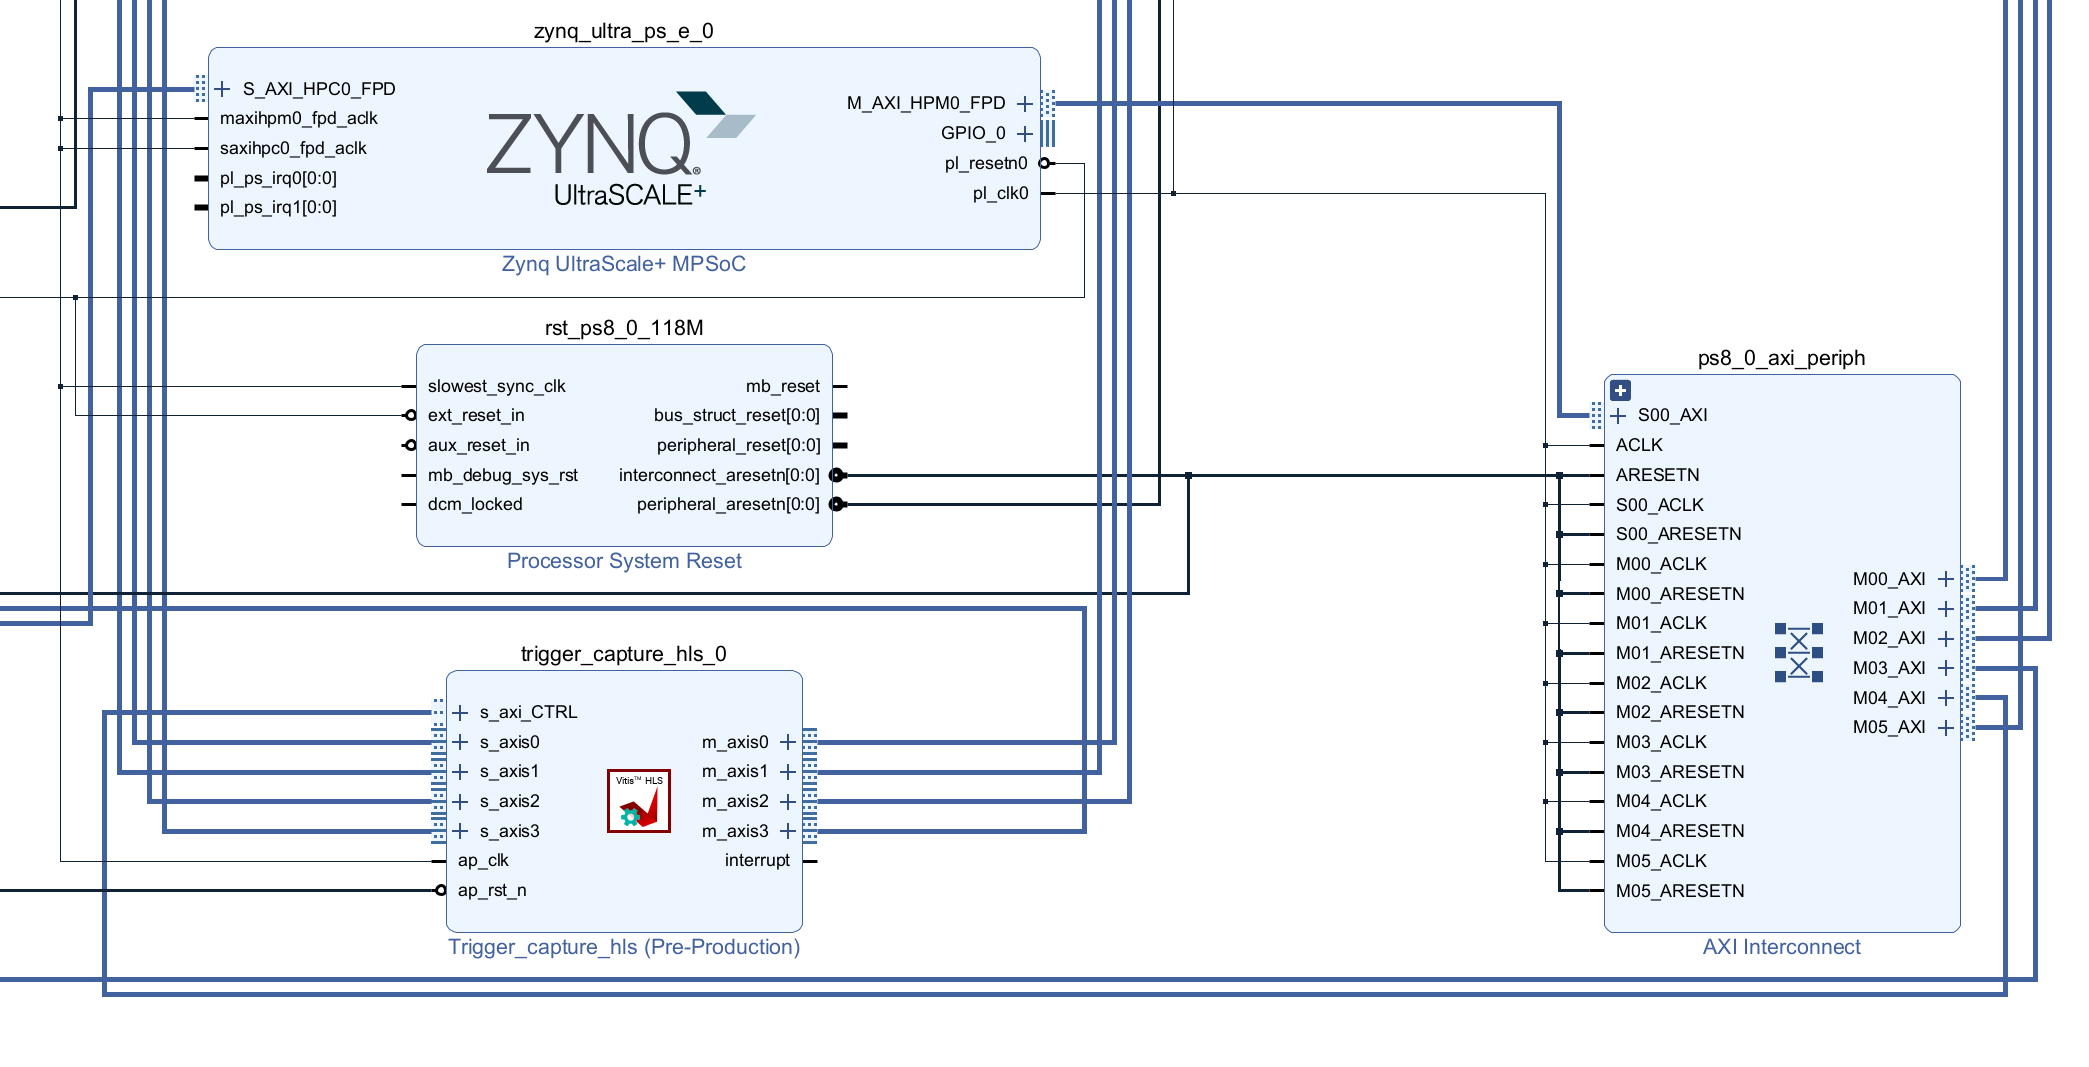 zynq_ultra_ps_e_0
S_AXI_HPC0_FPD
maxihpm0_fpd_aclk
saxihpc0_fpd_aclk
pl_ps_irq0[0:0]
pl_ps_irq1[0:0]
ZYNQ®
UltraSCALE+
M_AXI_HPM0_FPD
GPIO_0
pl_resetn0
pl_clk0
Zynq UltraScale+ MPSoC
rst_ps8_0_118M
slowest_sync_clk
ext_reset_in
aux_reset_in
mb_debug_sys_rst
dcm_locked
mb_reset
bus_struct_reset[0:0]
peripheral_reset[0:0]
interconnect_aresetn[0:0]
peripheral_aresetn[0:0]
Processor System Reset
trigger_capture_hls_0
s_axi_CTRL
s_axis0
s_axis1
s_axis2
s_axis3
ap_clk
ap_rst_n
Vitis™ HLS
m_axis0
m_axis1
m_axis2
m_axis3
interrupt
Trigger_capture_hls (Pre-Production)
ps8_0_axi_periph
S00_AXI
ACLK
ARESETN
S00_ACLK
S00_ARESETN
M00_ACLK
M00_ARESETN
M01_ACLK
M01_ARESETN
M02_ACLK
M02_ARESETN
M03_ACLK
M03_ARESETN
M04_ACLK
M04_ARESETN
M05_ACLK
M05_ARESETN
M00_AXI
M01_AXI
M02_AXI
M03_AXI
M04_AXI
M05_AXI
AXI Interconnect